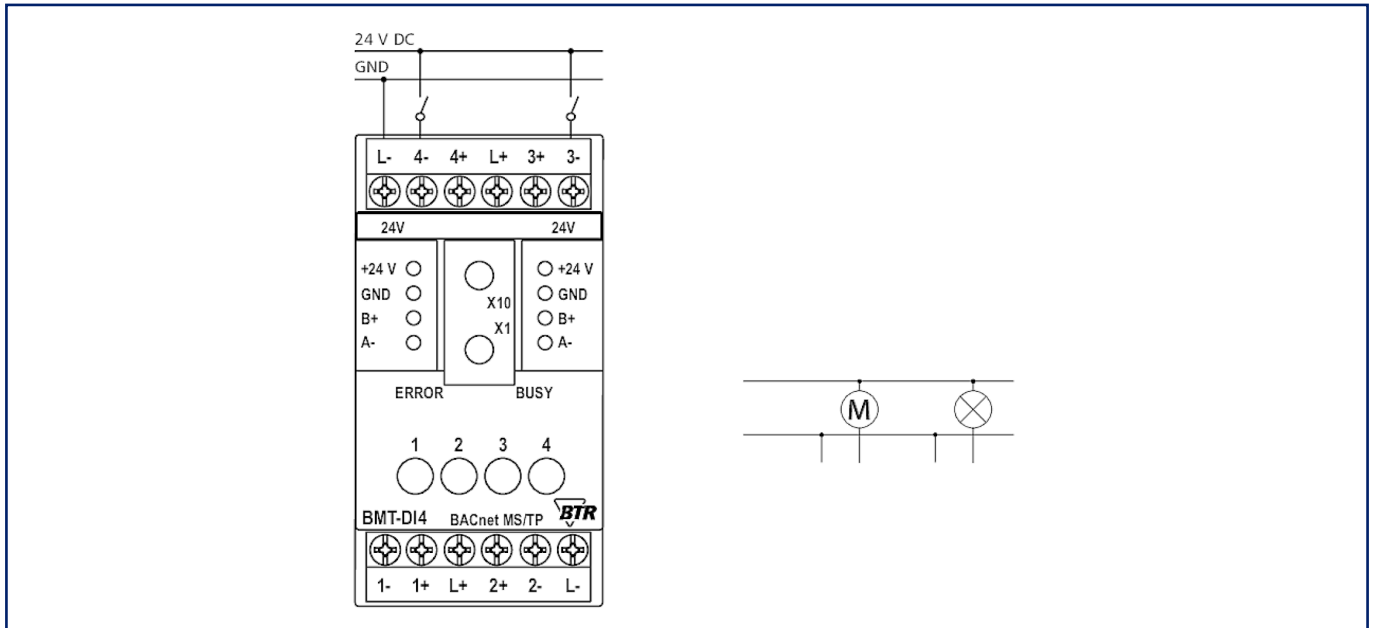 24 V DC
GND
L- 4- 4+ L+ 3+ 3-
24V 24V
+24 V +24 V
GND GND
X10
B+ B+
X1
A- A-
ERROR BUSY
1 2 3 4
M
BMT-DI4 BACnet MS/TP BTR
1- 1+ L+ 2+ 2- L-